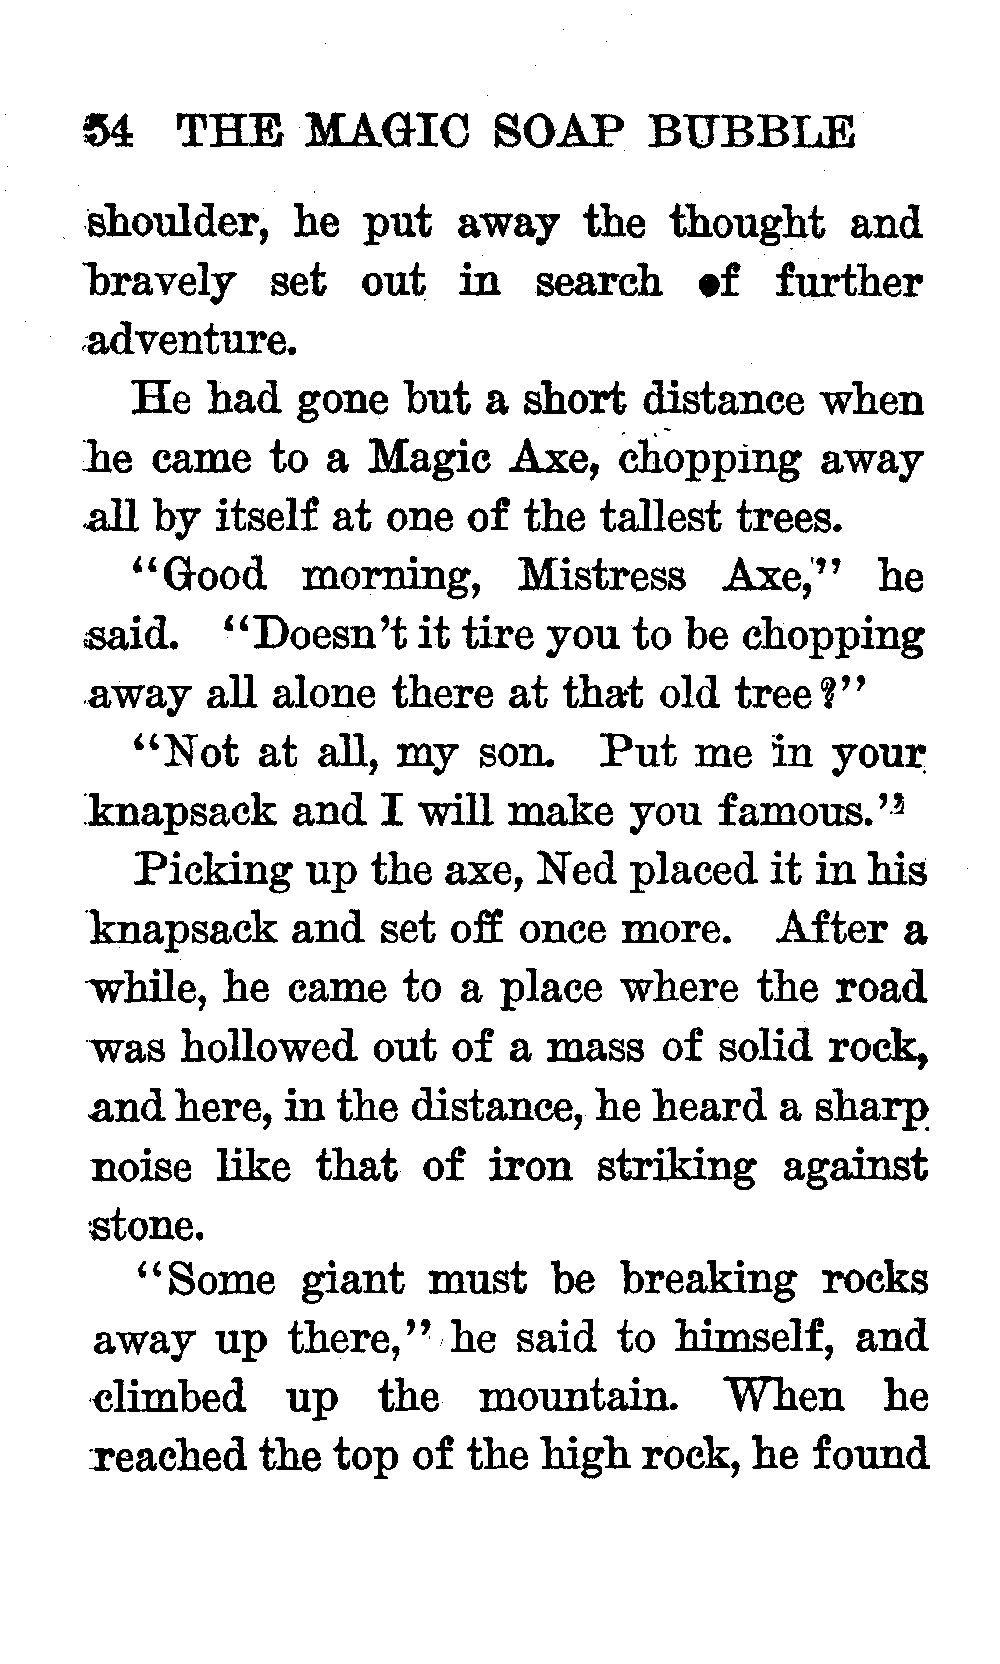 54 THE MAGIC SOAP BUBBLE
shoulder, he put away the thought and
bravely set out in search of further
adventure.
He had gone but a short distance when
he came to a Magic Axe, chopping away
all by itself at one of the tallest trees.
“Good morning, Mistress Axe,” he
said. “Doesn’t it tire you to be chopping
away all alone there at that old tree?”
“Not at all, my son. Put me in your
knapsack and I will make you famous.”
Picking up the axe, Ned placed it in his
knapsack and set off once more. After a
while, he came to a place where the road
was hollowed out of a mass of solid rock,
and here, in the distance, he heard a sharp
noise like that of iron striking against
stone.
“Some giant must be breaking rocks
away up there,” he said to himself, and
climbed up the mountain. When he
reached the top of the high rock, he found